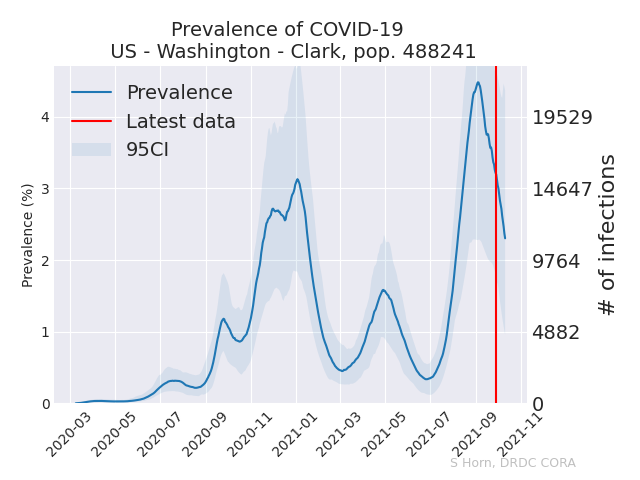 Prevalence of COVID-19
US - Washington - Clark, pop. 488241
Prevalence
Latest data
95CI
Prevalence (%)
4
3
2
1
0
19529
14647
9764
4882
0
# of infections
2020-03
2020-05
2020-07
2020-09
2020-11
2021-01
2021-03
2021-05
2021-07
2021-09
2021-11
S Horn, DRDC CORA